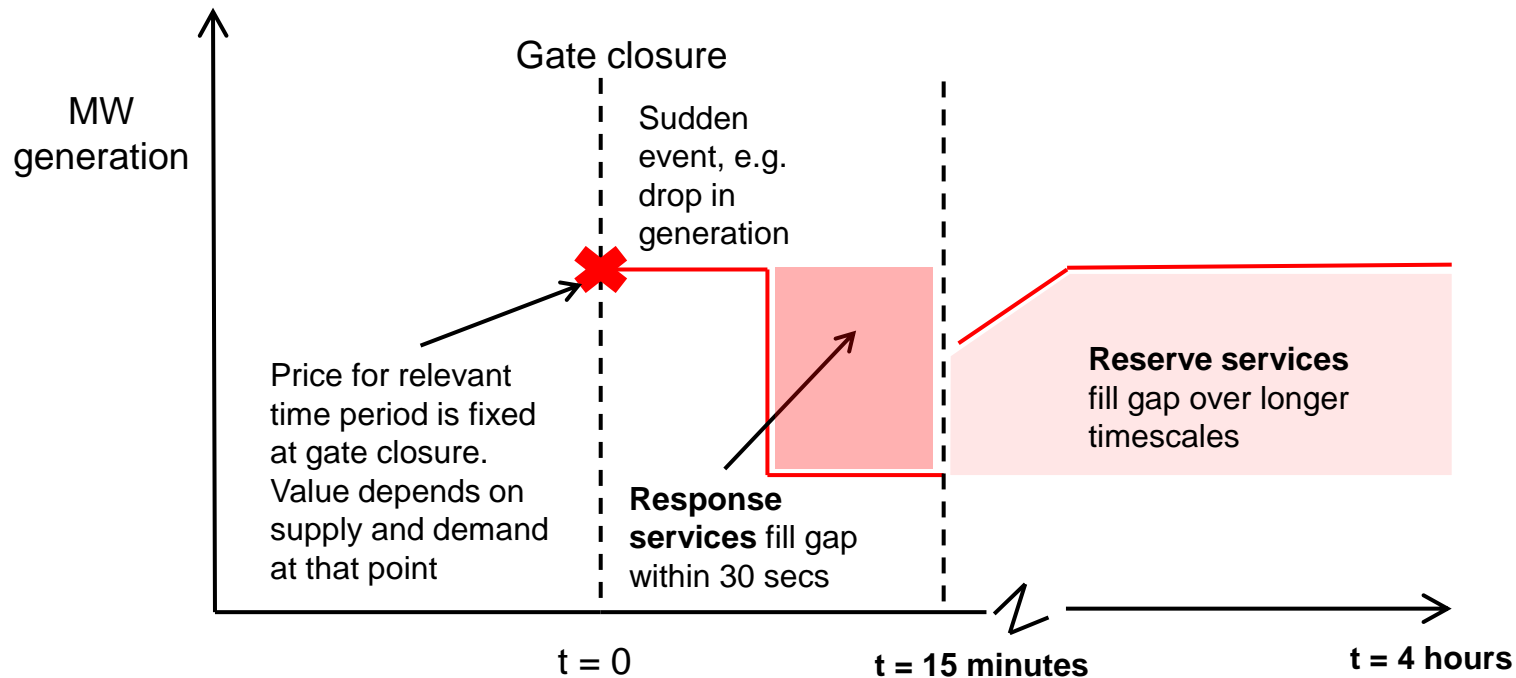 MW
generation
Gate closure
Sudden
event, e.g.
drop in
generation
Price for relevant
time period is fixed
at gate closure.
Value depends on
supply and demand
at that point
Response
services fill gap
within 30 secs
Reserve services
fill gap over longer
timescales
t = 0
t = 15 minutes
t = 4 hours